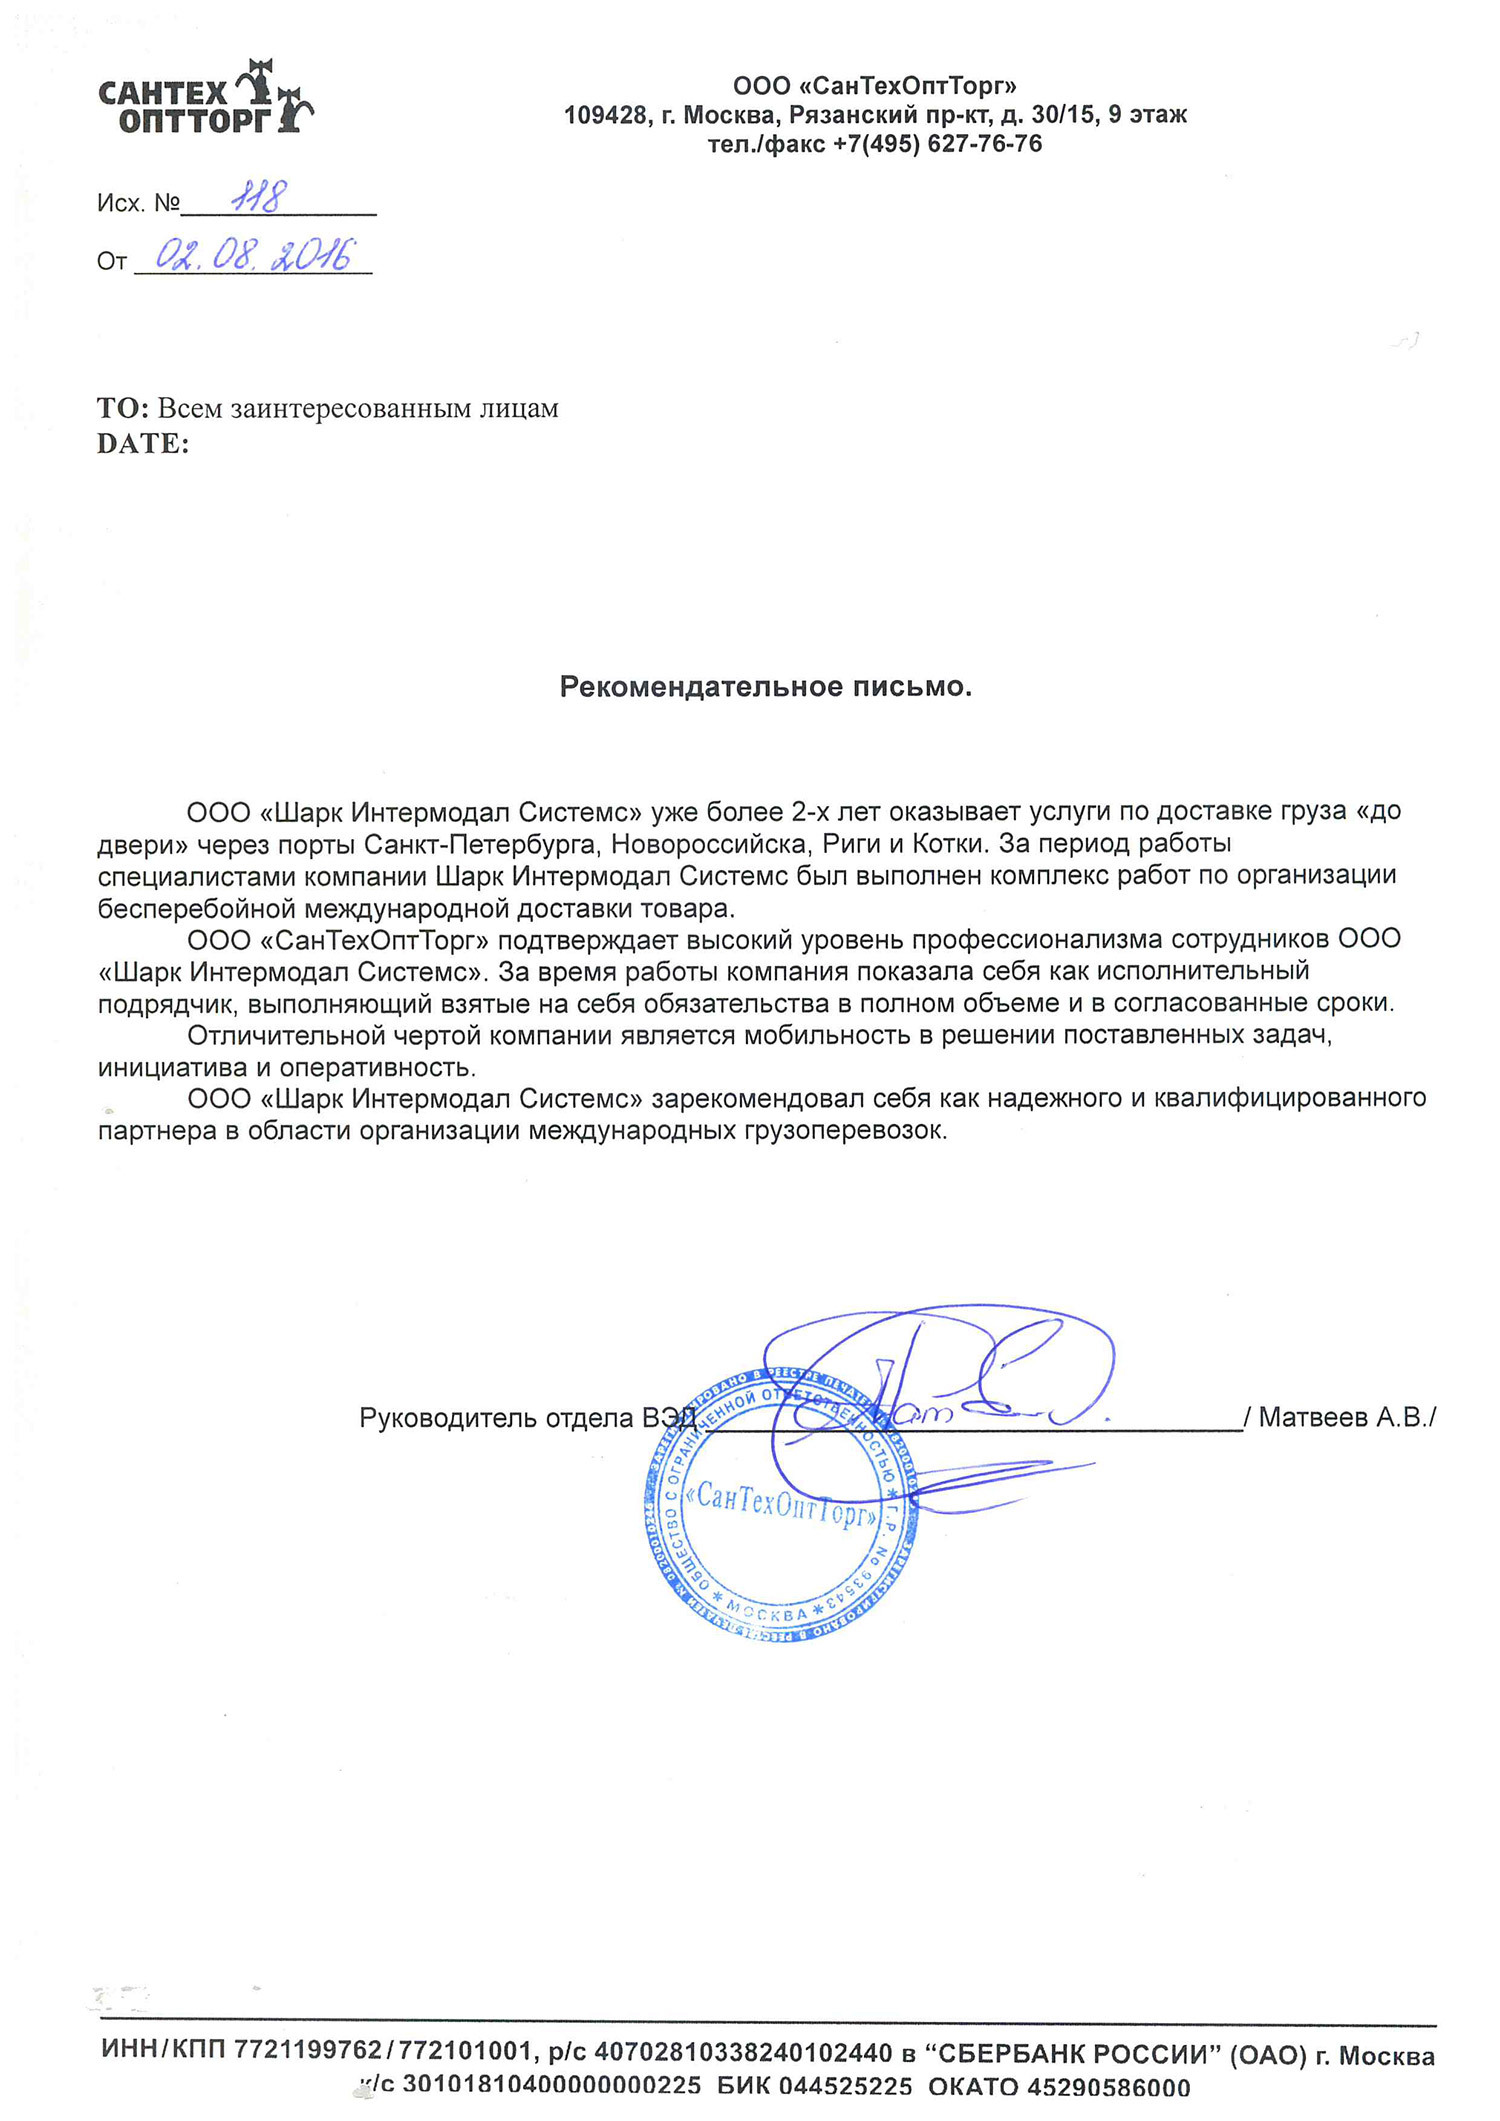 САНТЕХ
ОПТТОРГ
ООО «СанТехОптТорг»
109428, г. Москва, Рязанский пр-кт, д. 30/15, 9 этаж
тел./факс +7(495) 627-76-76
Исх. № 118
От 02.08.2016
TO: Всем заинтересованным лицам
DATE:
Рекомендательное письмо.
ООО «Шарк Интермодал Системс» уже более 2-х лет оказывает услуги по доставке груза «до
двери» через порты Санкт-Петербурга, Новороссийска, Риги и Котки. За период работы
специалистами компании Шарк Интермодал Системс был выполнен комплекс работ по организации
бесперебойной международной доставки товара.
ООО «СанТехОптТорг» подтверждает высокий уровень профессионализма сотрудников ООО
«Шарк Интермодал Системс». За время работы компания показала себя как исполнительный
подрядчик, выполняющий взятые на себя обязательства в полном объеме и в согласованные сроки.
Отличительной чертой компании является мобильность в решении поставленных задач,
инициатива и оперативность.
ООО «Шарк Интермодал Системс» зарекомендовал себя как надежного и квалифицированного
партнера в области организации международных грузоперевозок.
Руководитель отдела ВЭД / Матвеев А.В./
ОБЩЕСТВО С ОГРАНИЧЕННОЙ ОТВЕТСТВЕННОСТЬЮ * Г.Р. No 93543 * МОСКВА *
«СанТехОптТорг»
ИНН/КПП 7721199762/772101001, р/с 40702810338240102440 в “СБЕРБАНК РОССИИ” (ОАО) г. Москва
к/с 30101810400000000225 БИК 044525225 ОКАТО 45290586000